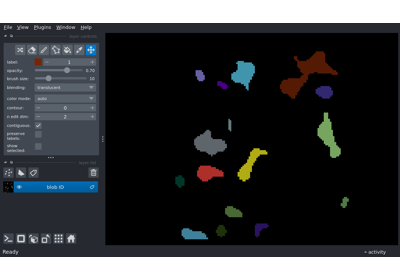 File View Plugins Window Help
label: 1
opacity: 0.70
brush size: 10
blending: translucent
color mode: auto
contour: 0
n edit dim: 2
contiguous:
preserve labels:
show selected:
blob ID
Ready activity